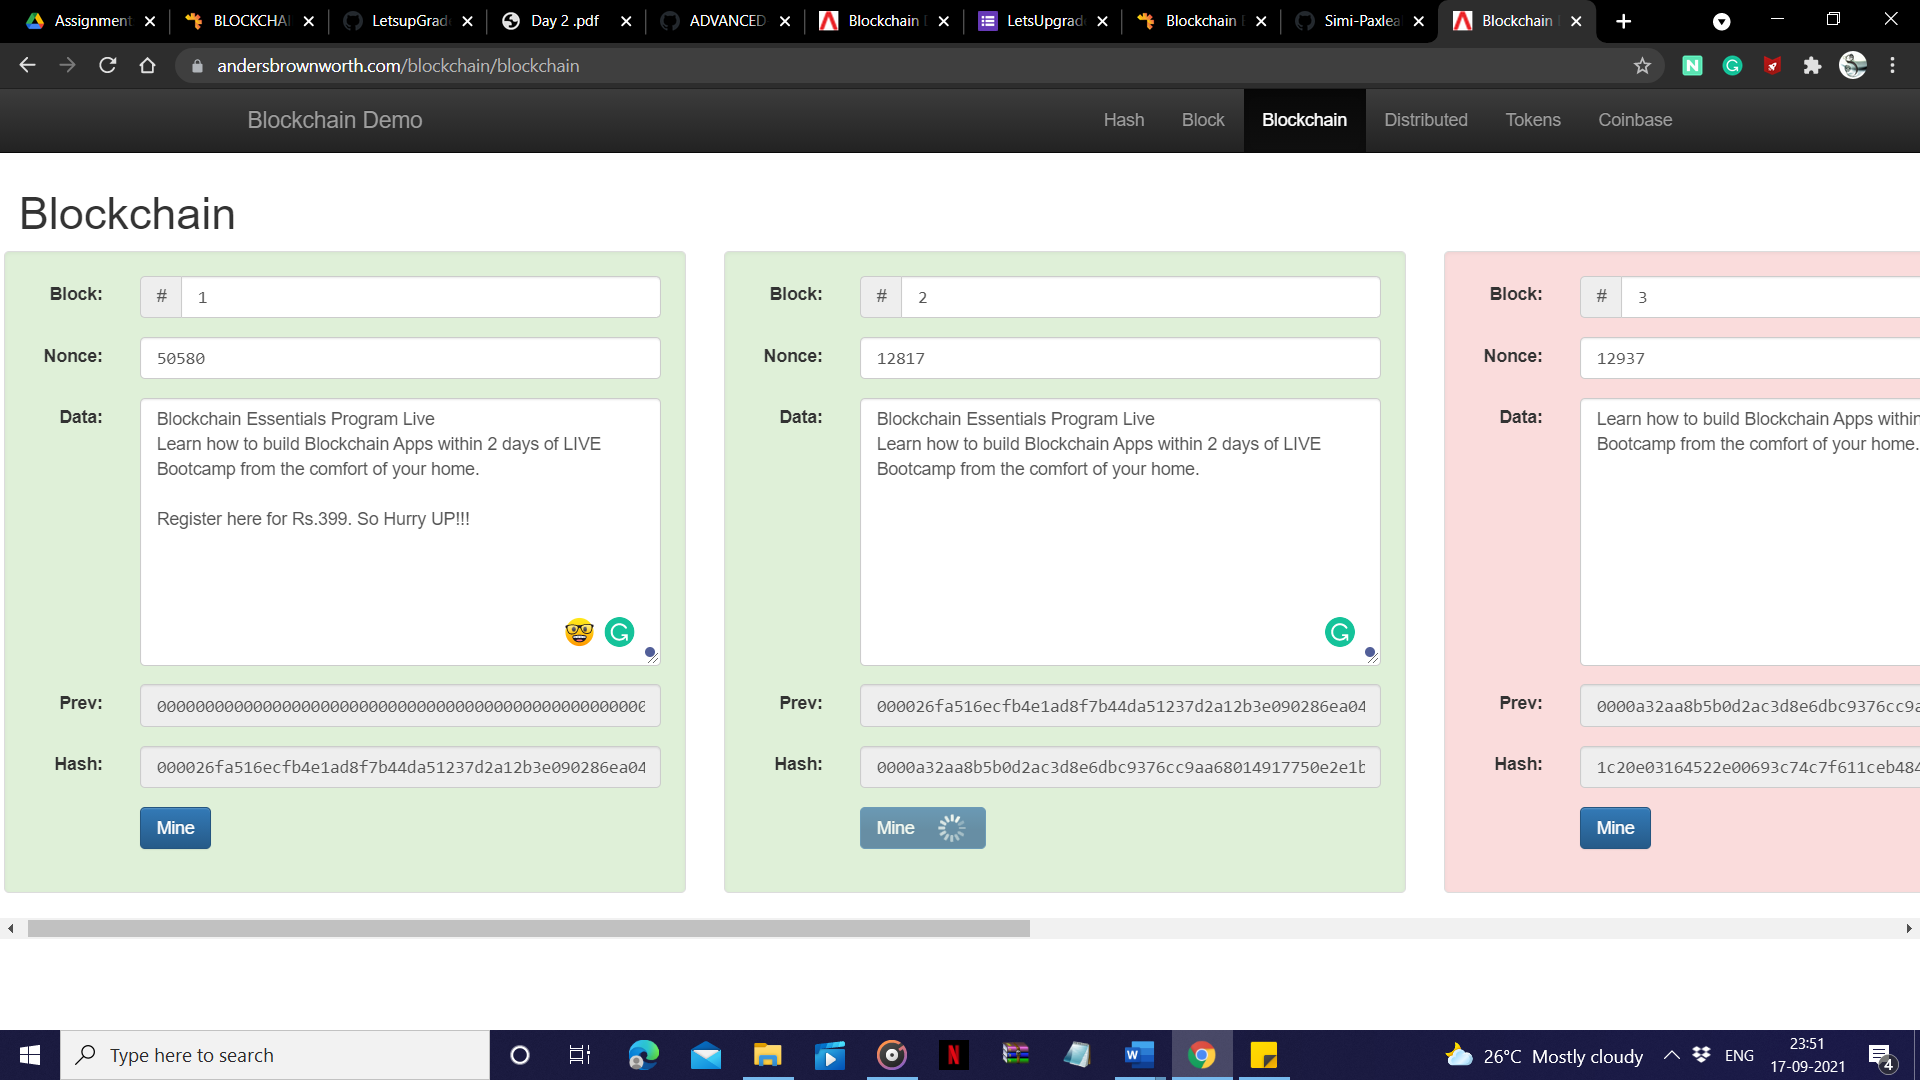 Assignment
BLOCKCHAI
LetsupGrad
Day 2 .pdf
ADVANCED
Blockchain
LetsUpgrad
Blockchain
Simi-Paxlea
Blockchain
andersbrownworth.com/blockchain/blockchain
Blockchain Demo
Hash
Block
Blockchain
Distributed
Tokens
Coinbase
Blockchain
Block:
# 1
Nonce:
50580
Data:
Blockchain Essentials Program Live
Learn how to build Blockchain Apps within 2 days of LIVE
Bootcamp from the comfort of your home.
Register here for Rs.399. So Hurry UP!!!
Prev:
000000000000000000000000000000000000000000000000000
Hash:
000026fa516ecfb4e1ad8f7b44da51237d2a12b3e090286ea04
Mine
Block:
# 2
Nonce:
12817
Data:
Blockchain Essentials Program Live
Learn how to build Blockchain Apps within 2 days of LIVE
Bootcamp from the comfort of your home.
Prev:
000026fa516ecfb4e1ad8f7b44da51237d2a12b3e090286ea04
Hash:
0000a32aa8b5b0d2ac3d8e6dbc9376cc9aa68014917750e2e1b
Mine
Block:
# 3
Nonce:
12937
Data:
Learn how to build Blockchain Apps within
Bootcamp from the comfort of your home.
Prev:
0000a32aa8b5b0d2ac3d8e6dbc9376cc9a
Hash:
1c20e03164522e00693c74c7f611ceb484
Mine
Type here to search
26°C Mostly cloudy
ENG
23:51
17-09-2021
4